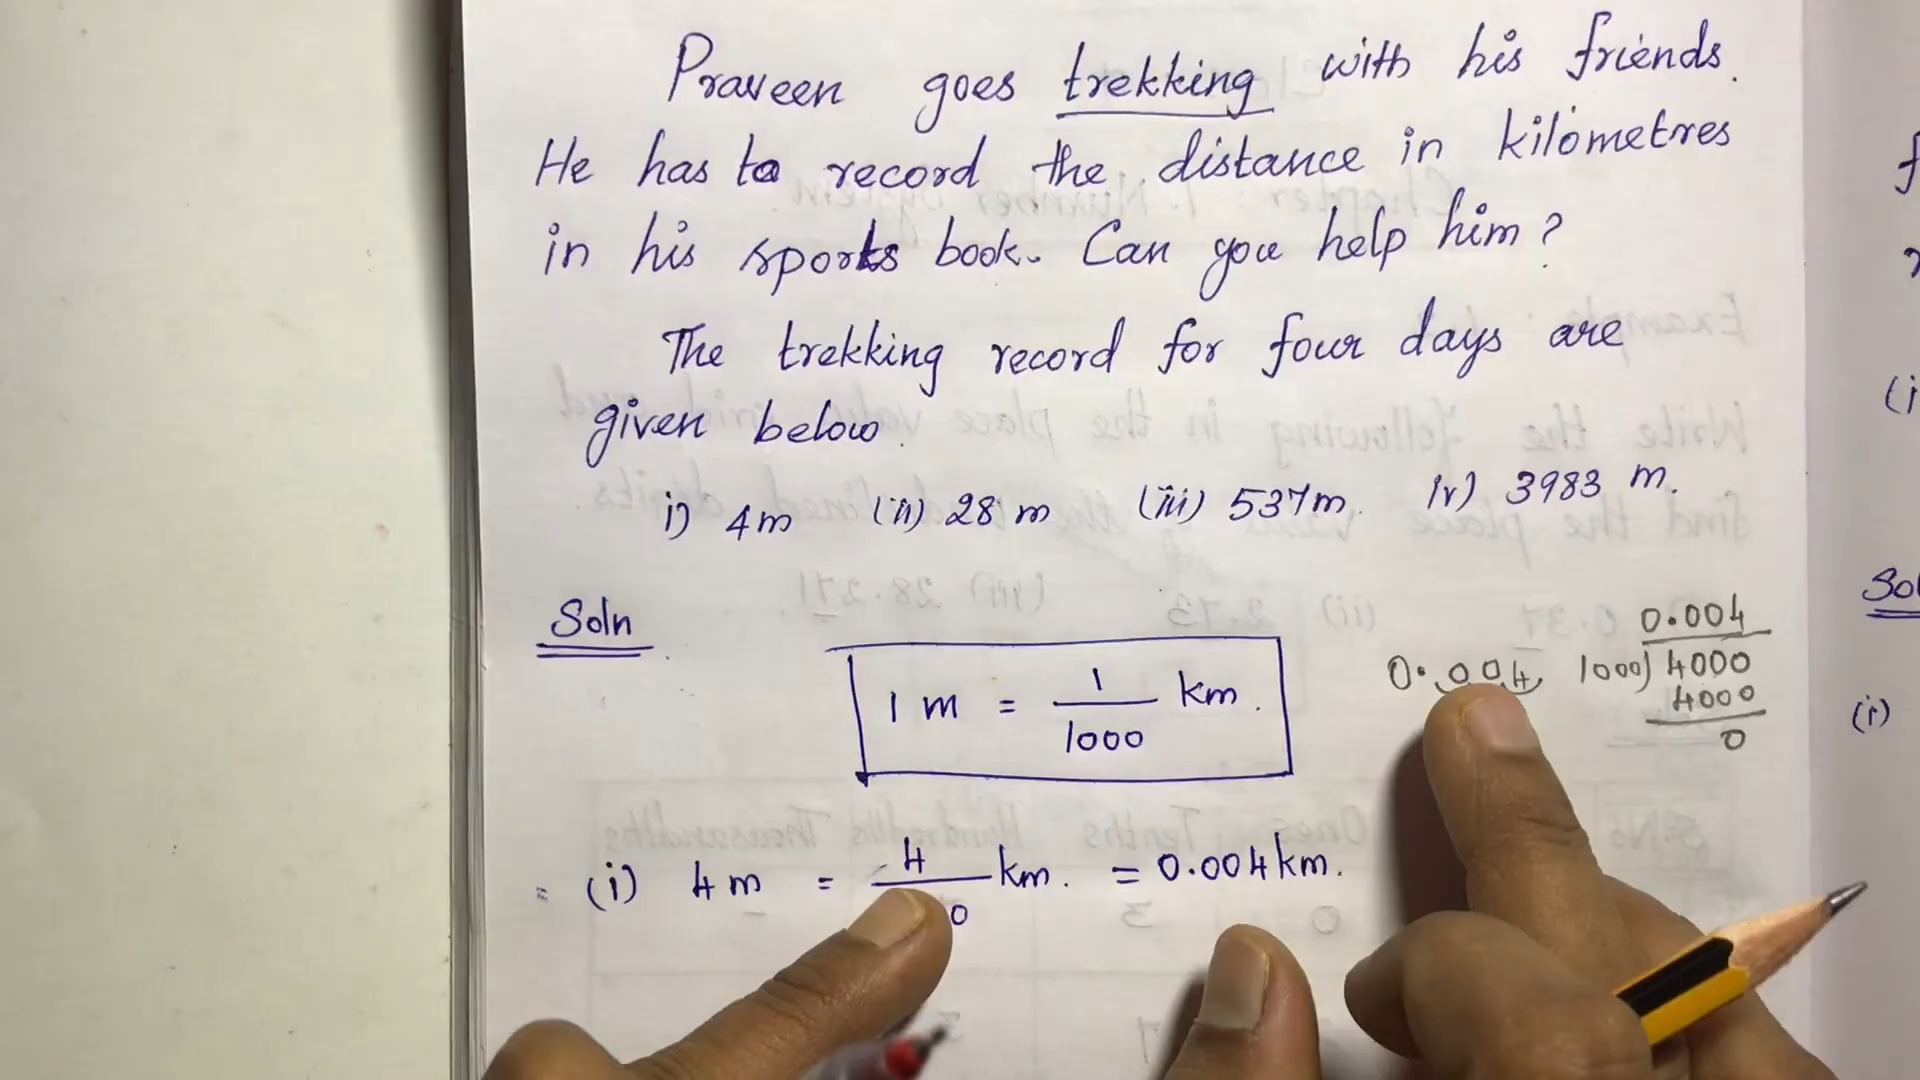 Praveen goes trekking with his friends.
He has to record the distance in kilometres
in his sports book. Can you help him?
The trekking record for four days are
given below.
i) 4m (ii) 28 m (iii) 537m. iv) 3983 m.
Soln
1 m = 1/1000 km.
0.004
0.004 1000) 4000
4000
0
= (i) 4 m = 4/ 0 km. = 0.004 km.
Sol
(i)